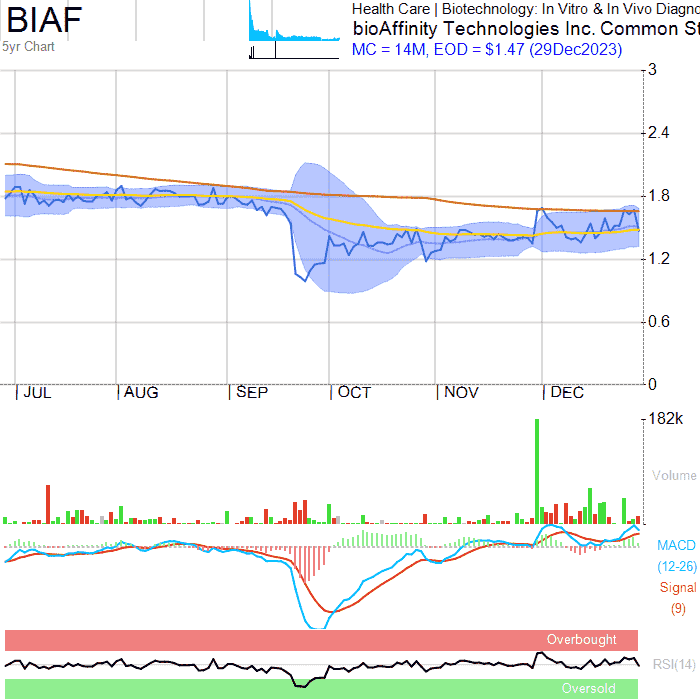 BIAF
5yr Chart
Health Care | Biotechnology: In Vitro & In Vivo Diagno
bioAffinity Technologies Inc. Common St
MC = 14M, EOD = $1.47 (29Dec2023)
3
2.4
1.8
1.2
0.6
0
JUL AUG SEP OCT NOV DEC
182k
Volume
MACD
(12-26)
Signal
(9)
Overbought
RSI(14)
Oversold